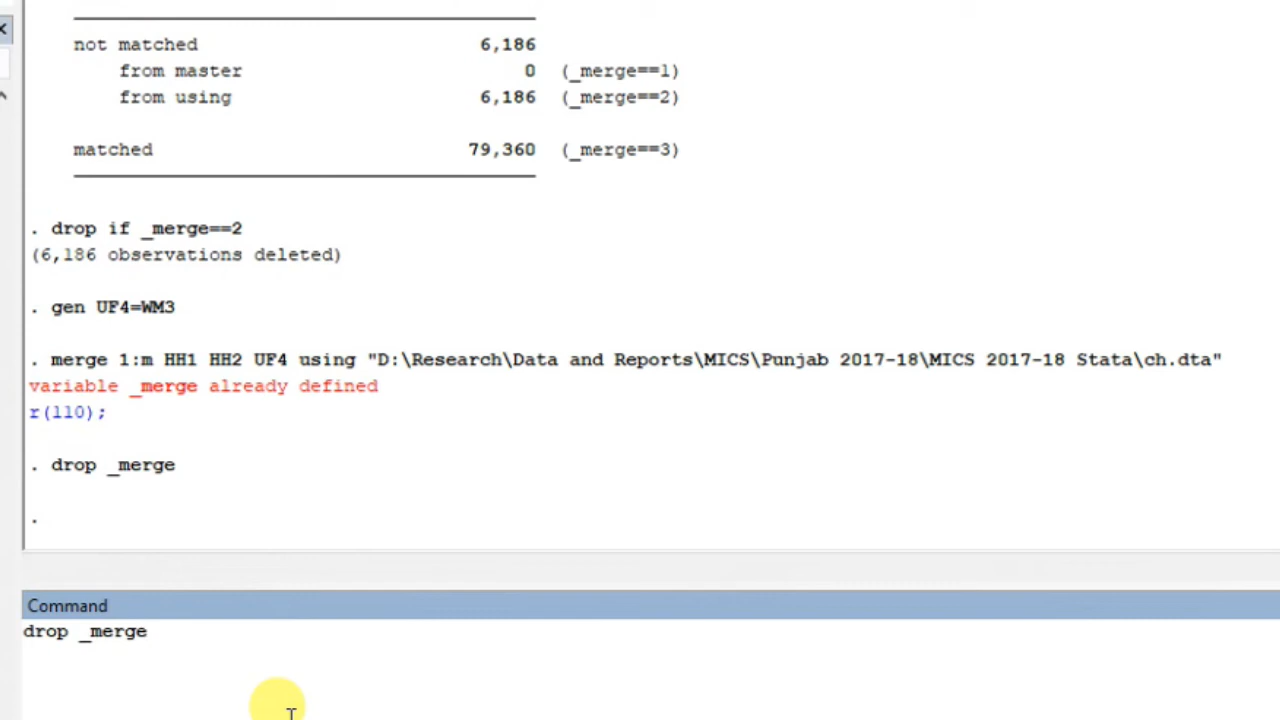 not matched 6,186
from master 0 (_merge==1)
from using 6,186 (_merge==2)
matched 79,360 (_merge==3)
. drop if _merge==2
(6,186 observations deleted)
. gen UF4=WM3
. merge 1:m HH1 HH2 UF4 using "D:\Research\Data and Reports\MICS\Punjab 2017-18\MICS 2017-18 Stata\ch.dta"
variable _merge already defined
r(110);
. drop _merge
.
Command
drop _merge